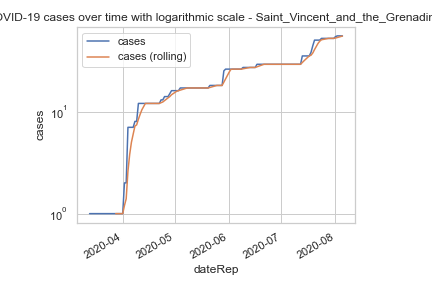 OVID-19 cases over time with logarithmic scale - Saint_Vincent_and_the_Grenadin
cases
cases (rolling)
10¹
10⁰
cases
2020-04
2020-05
2020-06
2020-07
2020-08
dateRep